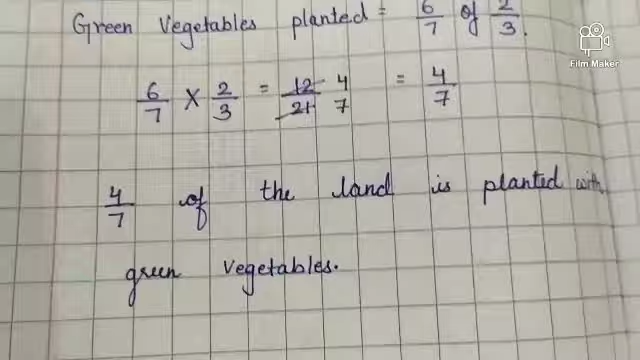 Green Vegetables planted = 6/7 of 2/3.
Film Maker
6/7 × 2/3 = 12/21 4/7 = 4/7
4/7 of the land is planted with
green vegetables.